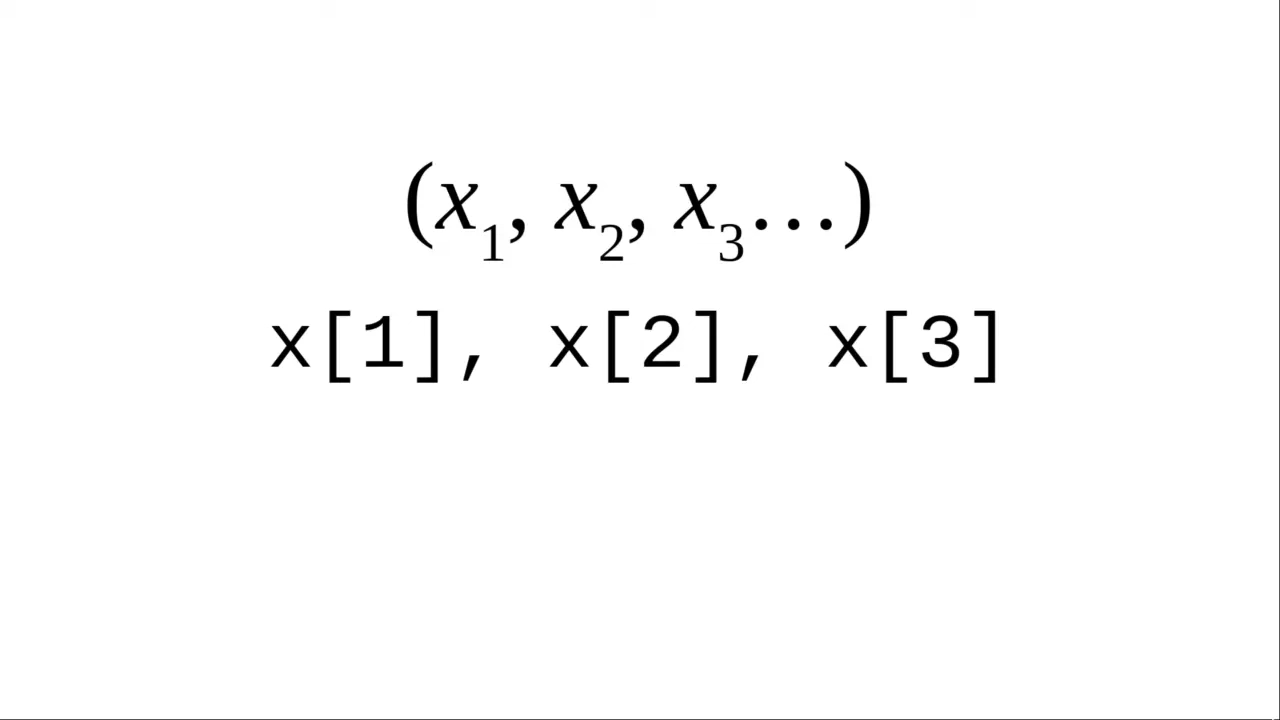 (x₁, x₂, x₃…)
x[1], x[2], x[3]